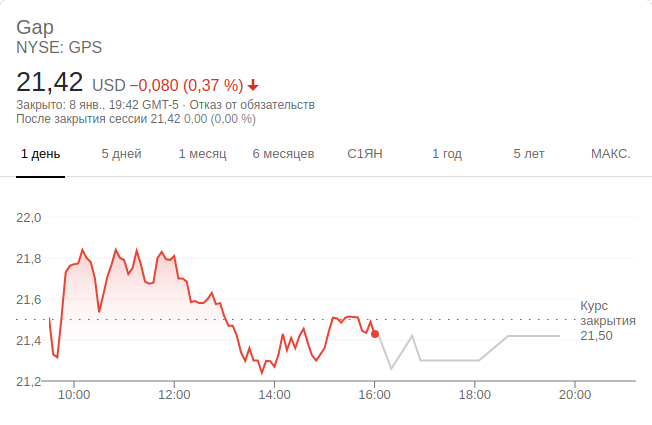 Gap
NYSE: GPS
21,42 USD −0,080 (0,37 %)
Закрыто: 8 янв., 19:42 GMT-5 · Отказ от обязательств
После закрытия сессии 21,42 0,00 (0,00 %)
1 день 5 дней 1 месяц 6 месяцев С1ЯН 1 год 5 лет МАКС.
22,0
21,8
21,6
21,4
21,2
Курс
закрытия
21,50
10:00 12:00 14:00 16:00 18:00 20:00